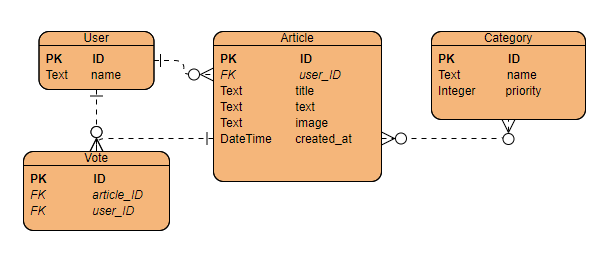 User
PK ID
Text name
Article
PK ID
FK user_ID
Text title
Text text
Text image
DateTime created_at
Category
PK ID
Text name
Integer priority
Vote
PK ID
FK article_ID
FK user_ID